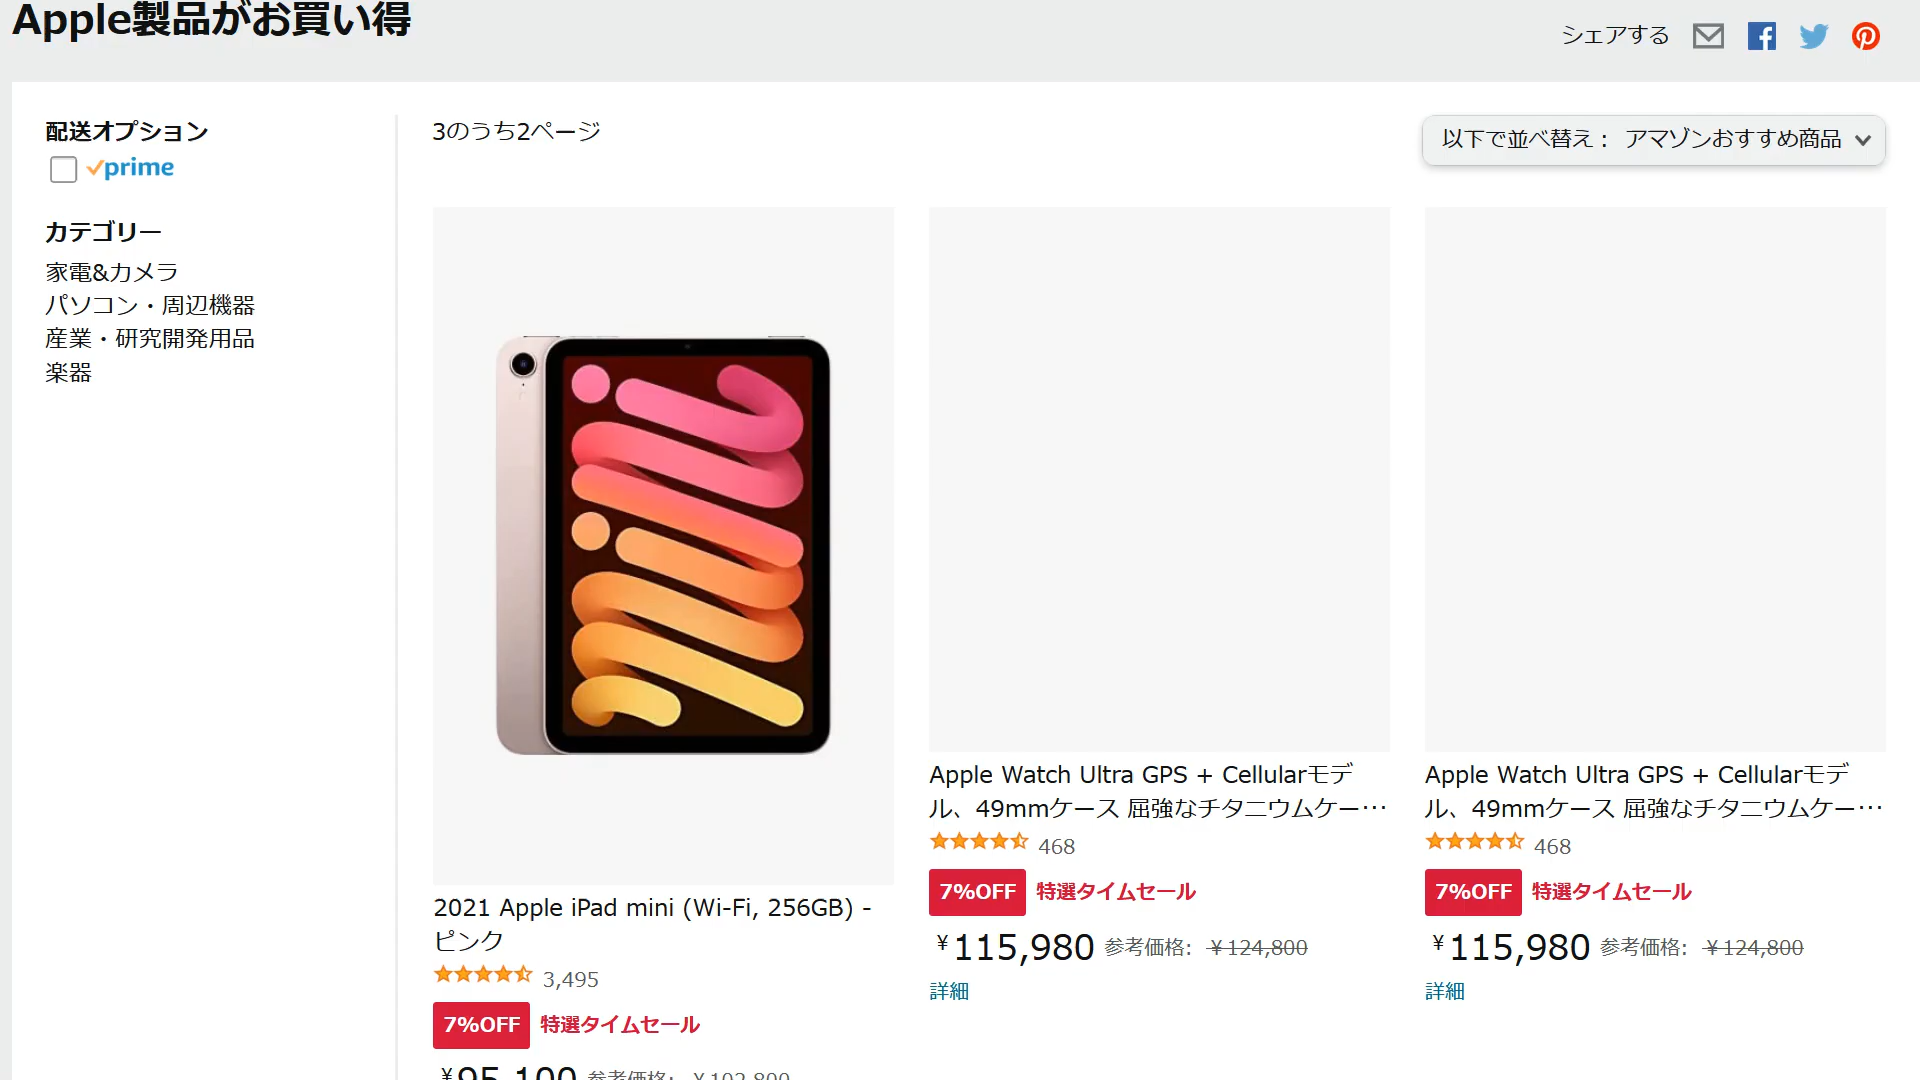 Apple製品がお買い得
シェアする
配送オプション
prime
カテゴリー
家電&カメラ
パソコン・周辺機器
産業・研究開発用品
楽器
3のうち2ページ
以下で並べ替え： アマゾンおすすめ商品
2021 Apple iPad mini (Wi-Fi, 256GB) -
ピンク
3,495
7%OFF 特選タイムセール
￥95,100 参考価格: ￥102,800
Apple Watch Ultra GPS + Cellularモデ
ル、49mmケース 屈強なチタニウムケー…
468
7%OFF 特選タイムセール
￥115,980 参考価格: ￥124,800
詳細
Apple Watch Ultra GPS + Cellularモデ
ル、49mmケース 屈強なチタニウムケー…
468
7%OFF 特選タイムセール
￥115,980 参考価格: ￥124,800
詳細